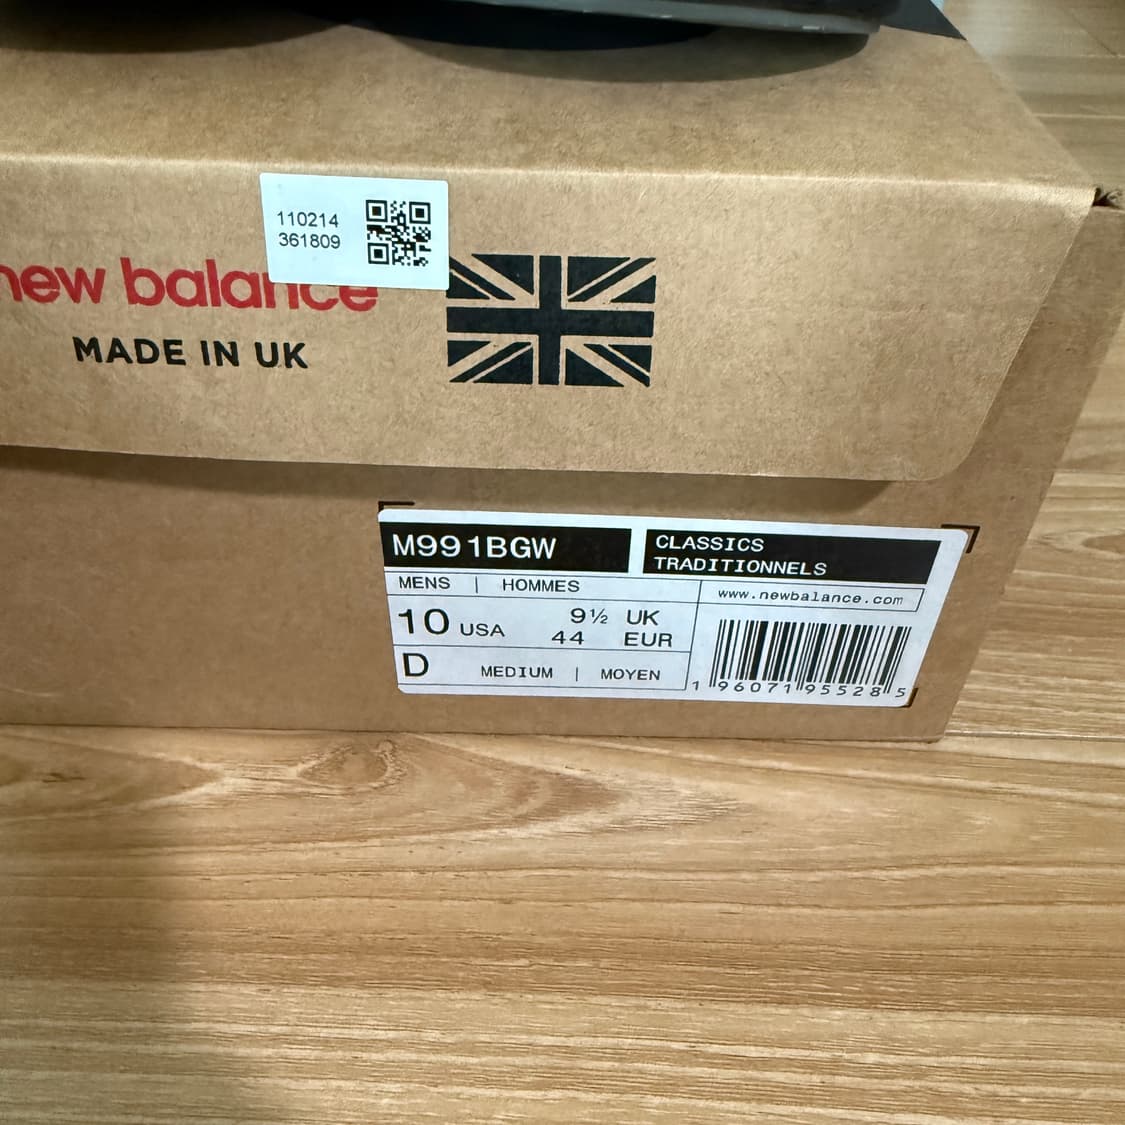 110214
361809
new balance
MADE IN UK
M991BGW
CLASSICS
TRADITIONNELS
MENS | HOMMES
www.newbalance.com
10 USA
9½ UK
44 EUR
D MEDIUM | MOYEN
1 96071 95528 5